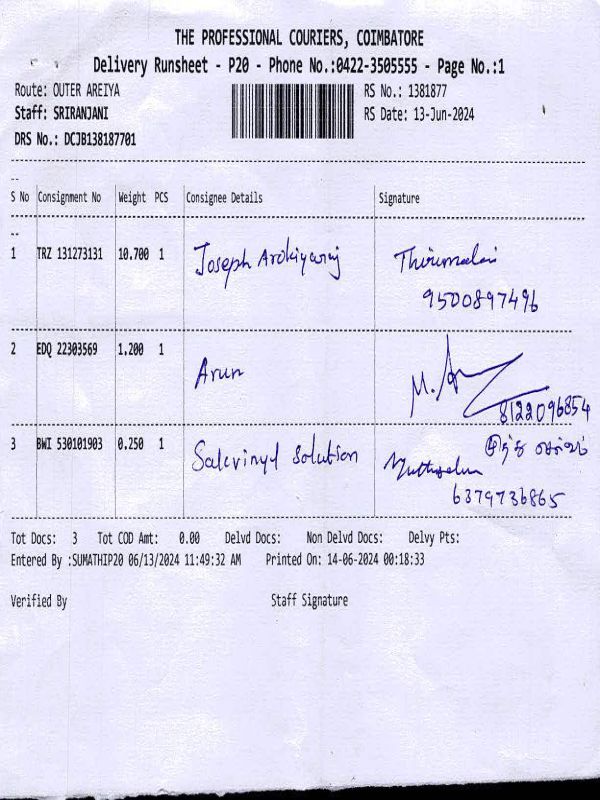 THE PROFESSIONAL COURIERS, COIMBATORE
Delivery Runsheet - P20 - Phone No.:0422-3505555 - Page No.:1
Route: OUTER AREIYA RS No.: 1381877
Staff: SRIRANJANI RS Date: 13-Jun-2024
DRS No.: DCJB138187701
--
S No Consignment No Weight PCS Consignee Details Signature
--
1 TRZ 131273131 10.700 1 Joseph Arokiyaraj Thirumalai
9500897496
2 EDQ 22303569 1.200 1 Arun M.
8122096854
3 BWI 530101903 0.250 1 solution
6379736865
Tot Docs: 3 Tot COD Amt: 0.00 Delvd Docs: Non Delvd Docs: Delvy Pts:
Entered By :SUMATHIP20 06/13/2024 11:49:32 AM Printed On: 14-06-2024 00:18:33
Verified By Staff Signature